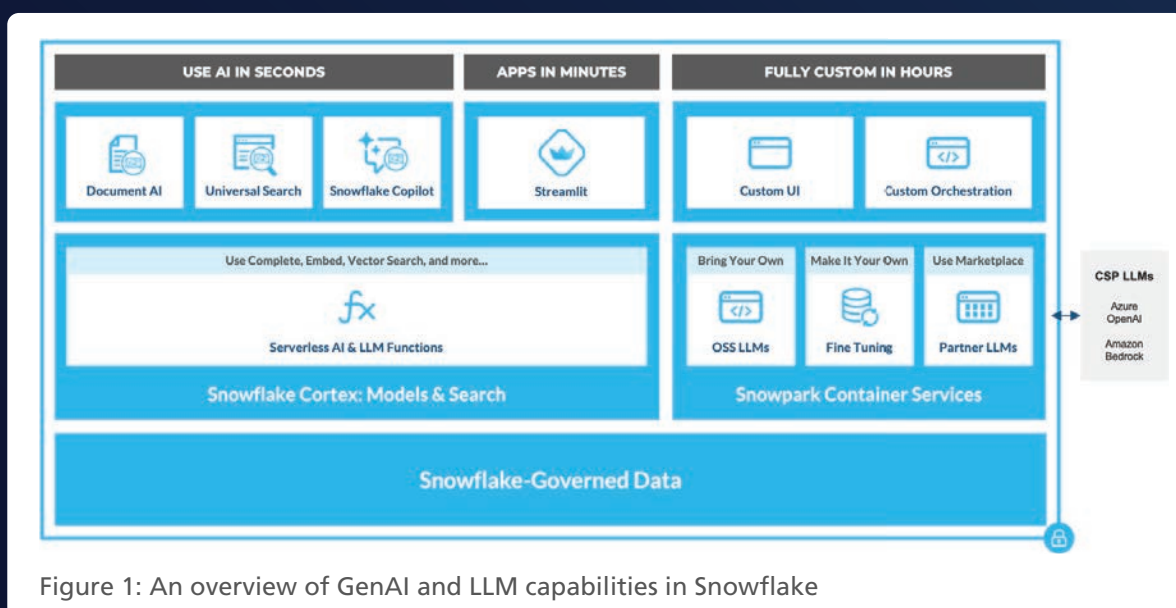 USE AI IN SECONDS
APPS IN MINUTES
FULLY CUSTOM IN HOURS
Document AI
Universal Search
Snowflake Copilot
Streamlit
Custom UI
Custom Orchestration
Use Complete, Embed, Vector Search, and more...
fx
Serverless AI & LLM Functions
Snowflake Cortex: Models & Search
Bring Your Own
Make It Your Own
Use Marketplace
</>
OSS LLMs
Fine Tuning
Partner LLMs
Snowpark Container Services
CSP LLMs
Azure
OpenAI
Amazon
Bedrock
Snowflake-Governed Data
Figure 1: An overview of GenAI and LLM capabilities in Snowflake